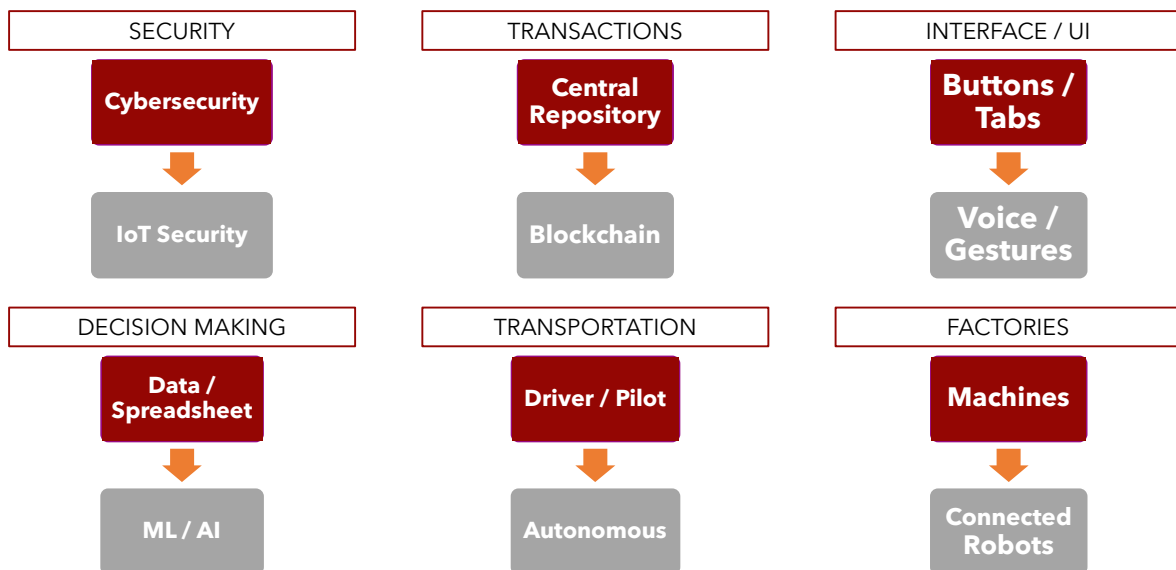 SECURITY
Cybersecurity
IoT Security
TRANSACTIONS
Central
Repository
Blockchain
INTERFACE / UI
Buttons /
Tabs
Voice /
Gestures
DECISION MAKING
Data /
Spreadsheet
ML / AI
TRANSPORTATION
Driver / Pilot
Autonomous
FACTORIES
Machines
Connected
Robots